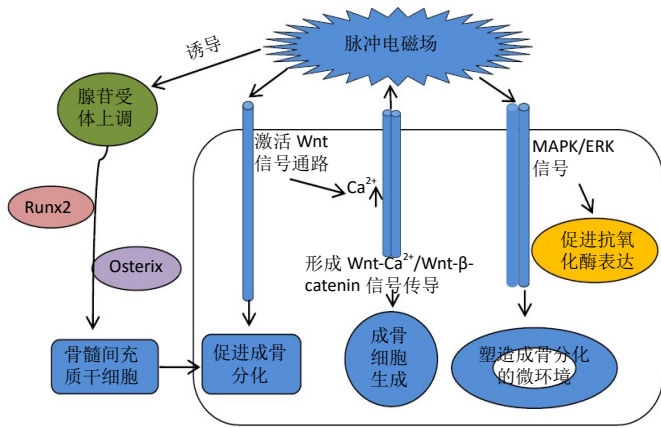 脉冲电磁场
诱导
腺苷受
体上调
激活 Wnt
信号通路
Ca²⁺
MAPK/ERK
信号
Runx2
Osterix
促进抗氧
化酶表达
形成 Wnt-Ca²⁺/Wnt-β-
catenin 信号传导
骨髓间充
质干细胞
促进成骨
分化
成骨
细胞
生成
塑造成骨分化
的微环境